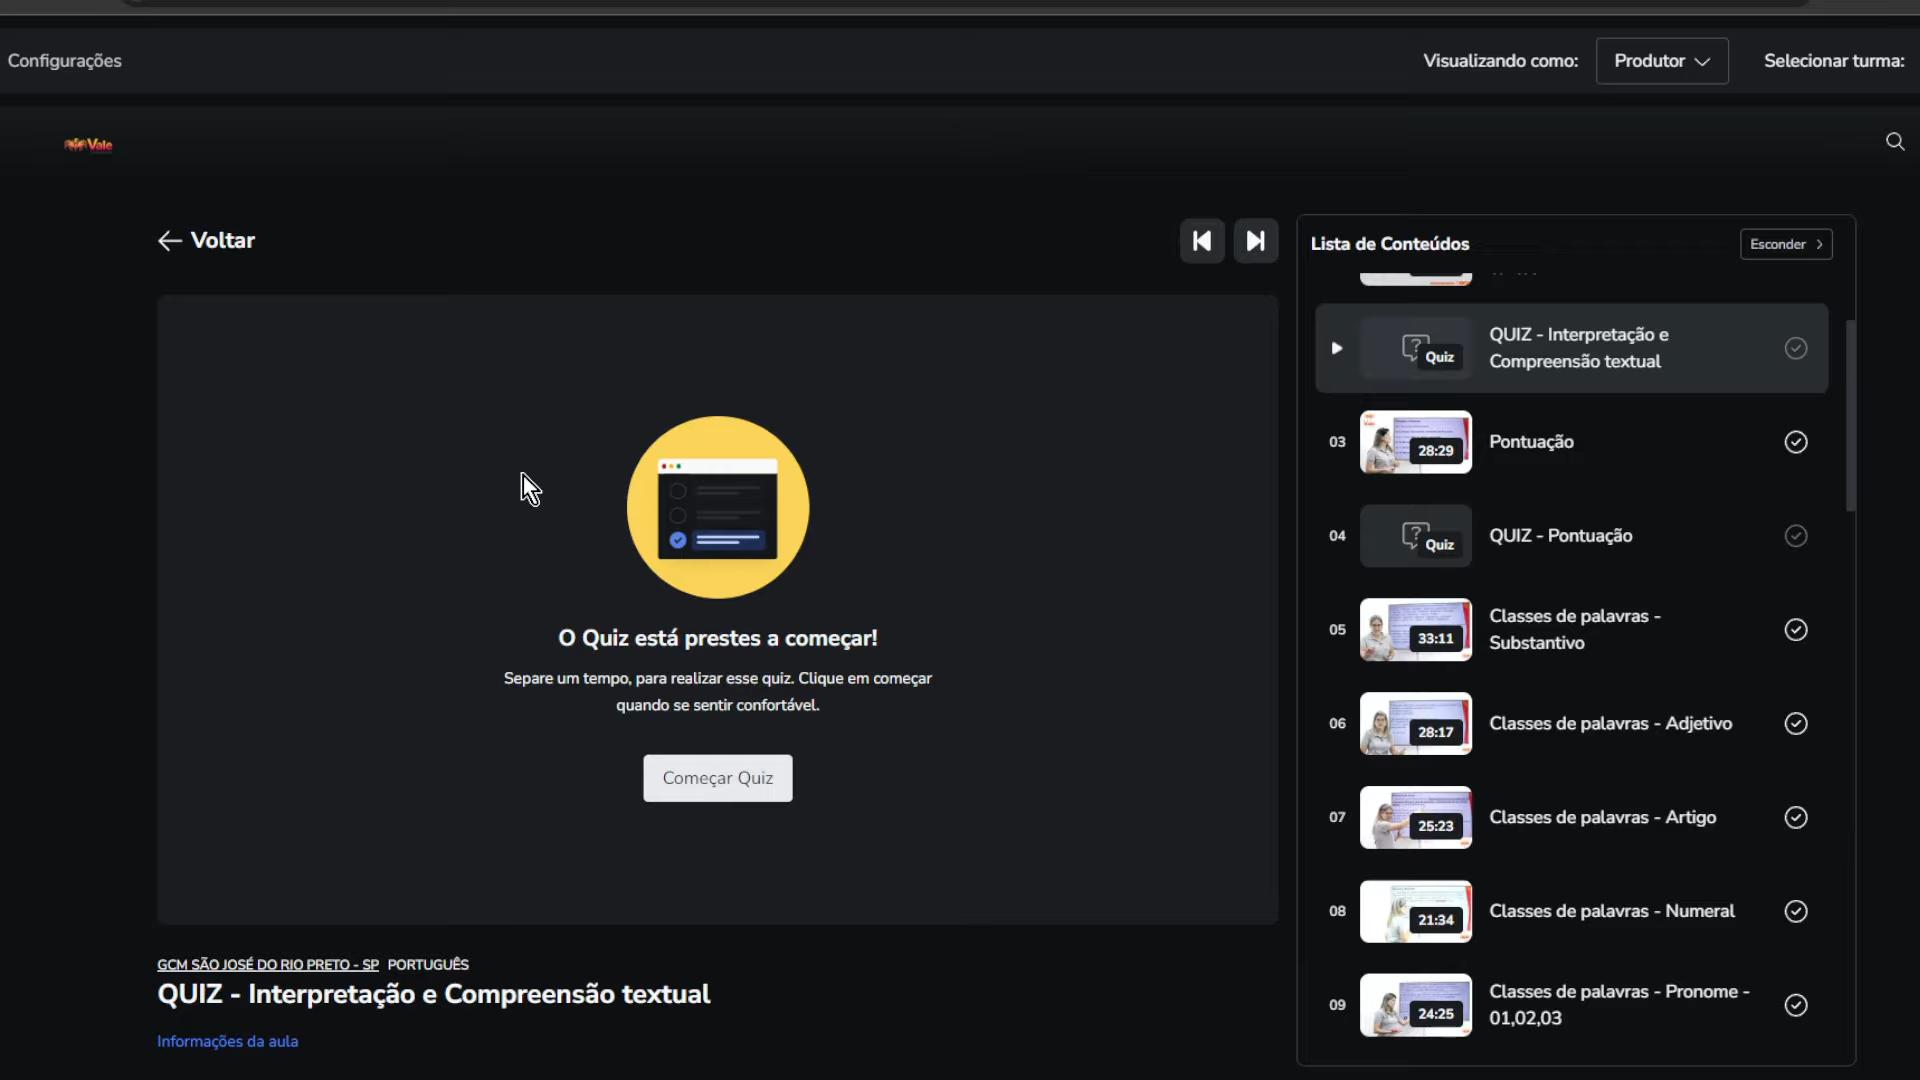 Configurações
Visualizando como:
Produtor
Selecionar turma:
Vale
Voltar
Lista de Conteúdos
Esconder
Quiz
QUIZ - Interpretação e
Compreensão textual
03
28:29
Pontuação
04
Quiz
QUIZ - Pontuação
05
33:11
Classes de palavras -
Substantivo
06
28:17
Classes de palavras - Adjetivo
07
25:23
Classes de palavras - Artigo
08
21:34
Classes de palavras - Numeral
09
24:25
Classes de palavras - Pronome -
01,02,03
O Quiz está prestes a começar!
Separe um tempo, para realizar esse quiz. Clique em começar
quando se sentir confortável.
Começar Quiz
GCM SÃO JOSÉ DO RIO PRETO - SP PORTUGUÊS
QUIZ - Interpretação e Compreensão textual
Informações da aula